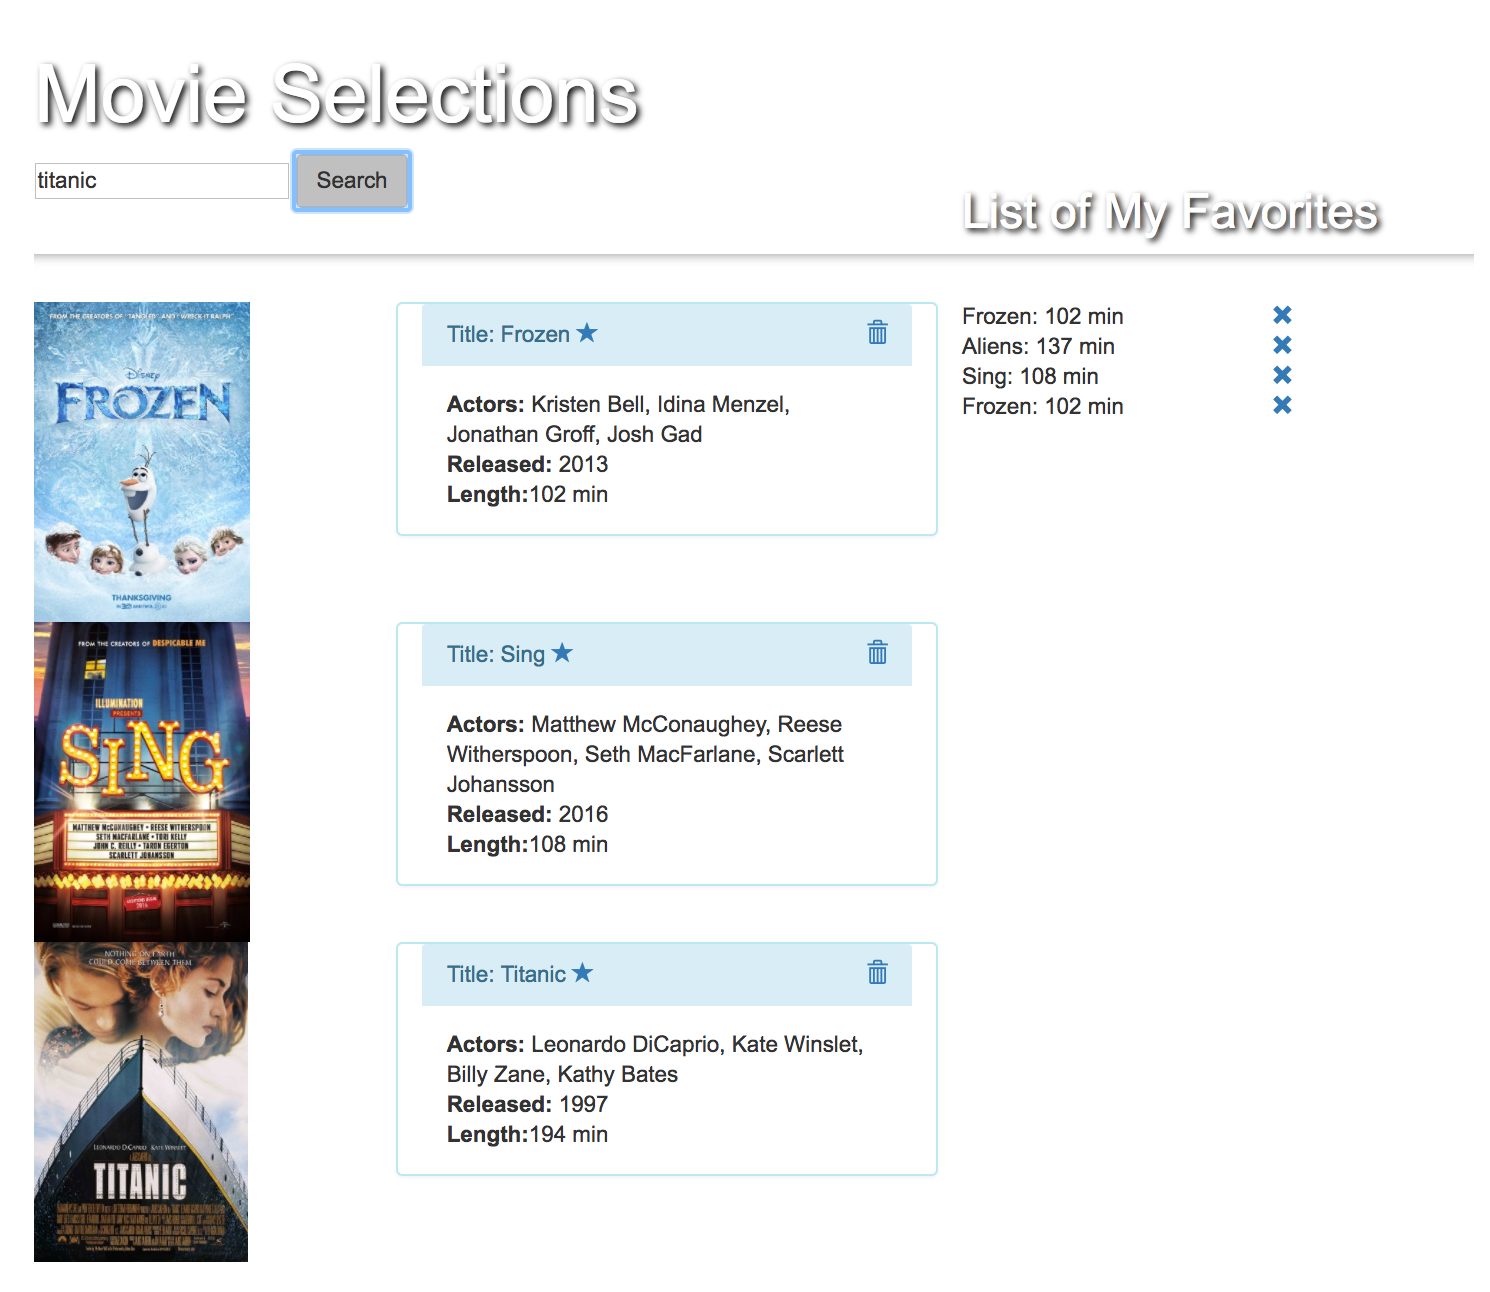 Movie Selections
titanic
Search
List of My Favorites
FROM THE CREATORS OF "TANGLED" AND "WRECK-IT RALPH"
Disney
FROZEN
THANKSGIVING
Title: Frozen
Actors: Kristen Bell, Idina Menzel,
Jonathan Groff, Josh Gad
Released: 2013
Length:102 min
Frozen: 102 min
Aliens: 137 min
Sing: 108 min
Frozen: 102 min
FROM THE CREATORS OF DESPICABLE ME
ILLUMINATION
PRESENTS
SING
MATTHEW McCONAUGHEY • REESE WITHERSPOON
SETH MACFARLANE • TORI KELLY
JOHN C. REILLY • TARON EGERTON
SCARLETT JOHANSSON
Title: Sing
Actors: Matthew McConaughey, Reese
Witherspoon, Seth MacFarlane, Scarlett
Johansson
Released: 2016
Length:108 min
NOTHING ON EARTH
COULD COME BETWEEN THEM
LEONARDO DICAPRIO KATE WINSLET
TITANIC
Title: Titanic
Actors: Leonardo DiCaprio, Kate Winslet,
Billy Zane, Kathy Bates
Released: 1997
Length:194 min